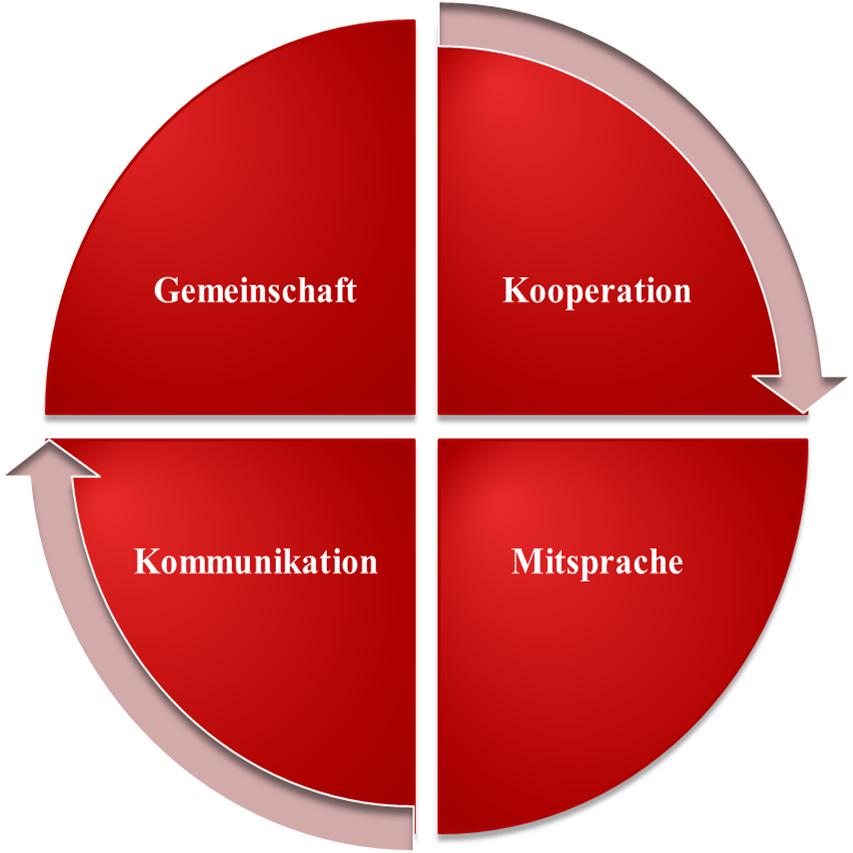 Gemeinschaft
Kooperation
Kommunikation
Mitsprache